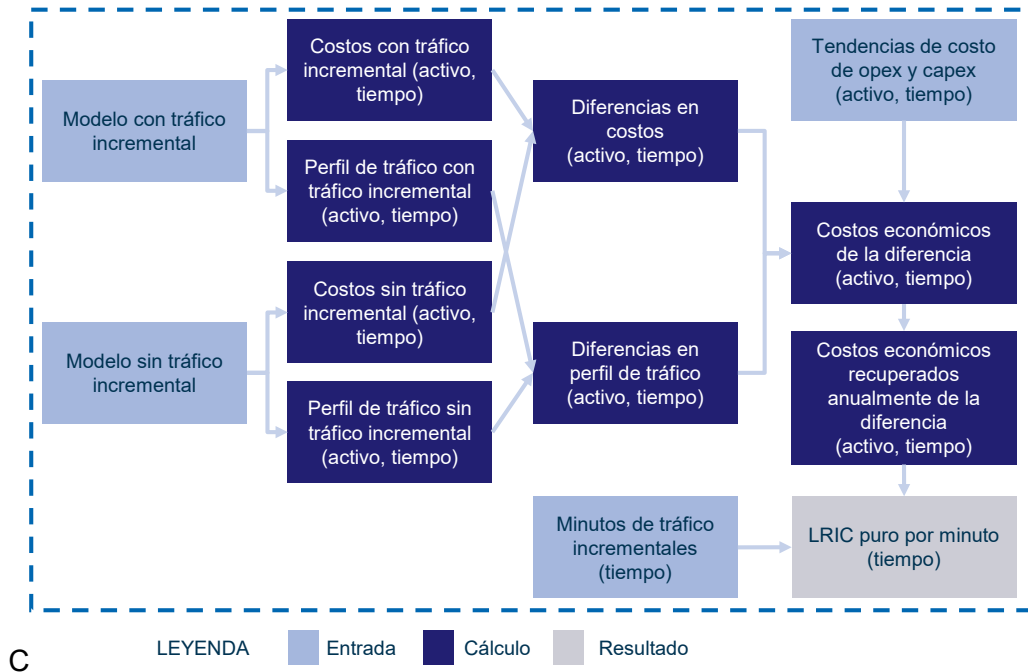 Modelo con tráfico
incremental
Modelo sin tráfico
incremental
Costos con tráfico
incremental (activo,
tiempo)
Perfil de tráfico con
tráfico incremental
(activo, tiempo)
Costos sin tráfico
incremental (activo,
tiempo)
Perfil de tráfico sin
tráfico incremental
(activo, tiempo)
Diferencias en
costos
(activo, tiempo)
Diferencias en
perfil de tráfico
(activo, tiempo)
Minutos de tráfico
incrementales
(tiempo)
Tendencias de costo
de opex y capex
(activo, tiempo)
Costos económicos
de la diferencia
(activo, tiempo)
Costos económicos
recuperados
anualmente de la
diferencia
(activo, tiempo)
LRIC puro por minuto
(tiempo)
C
LEYENDA Entrada Cálculo Resultado